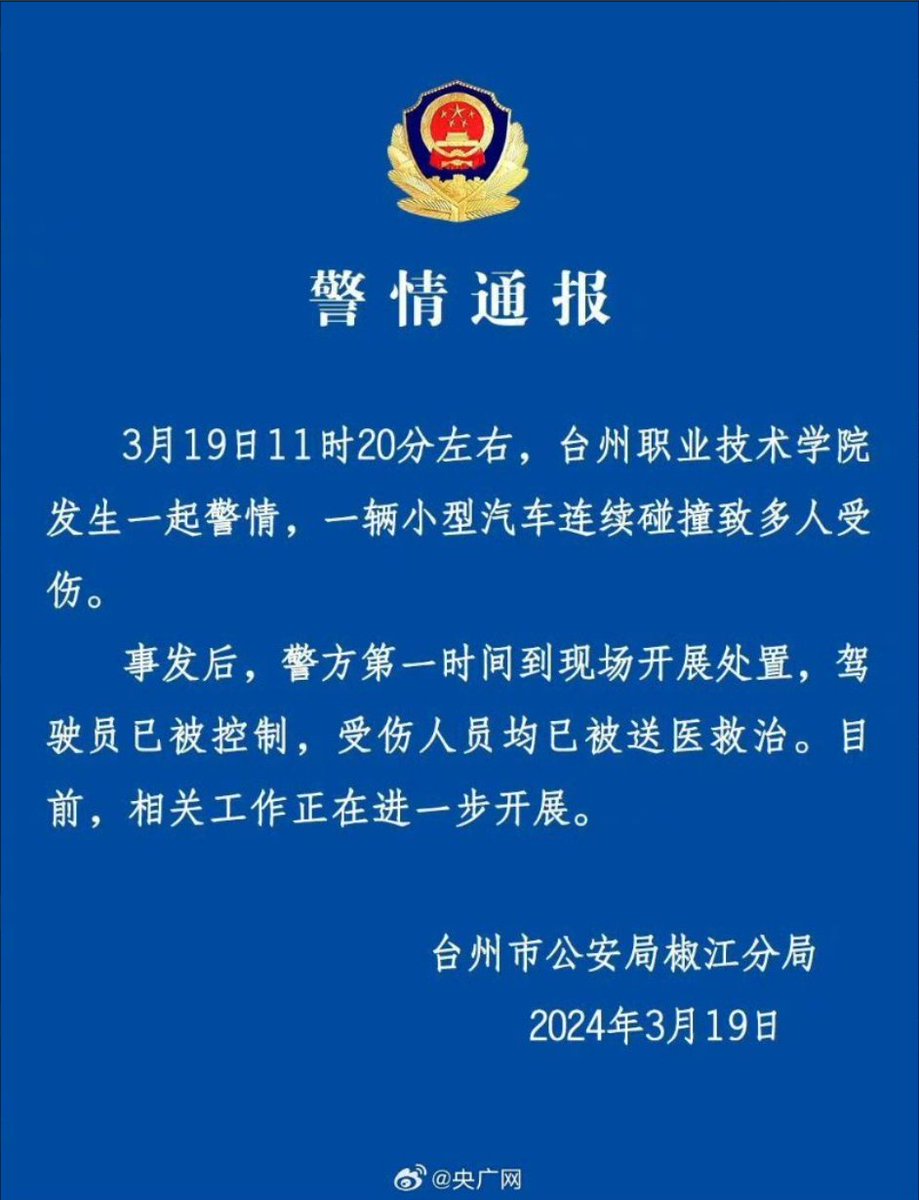 警情通报
3月19日11时20分左右，台州职业技术学院
发生一起警情，一辆小型汽车连续碰撞致多人受
伤。
事发后，警方第一时间到现场开展处置，驾
驶员已被控制，受伤人员均已被送医救治。目
前，相关工作正在进一步开展。
台州市公安局椒江分局
2024年3月19日
@央广网